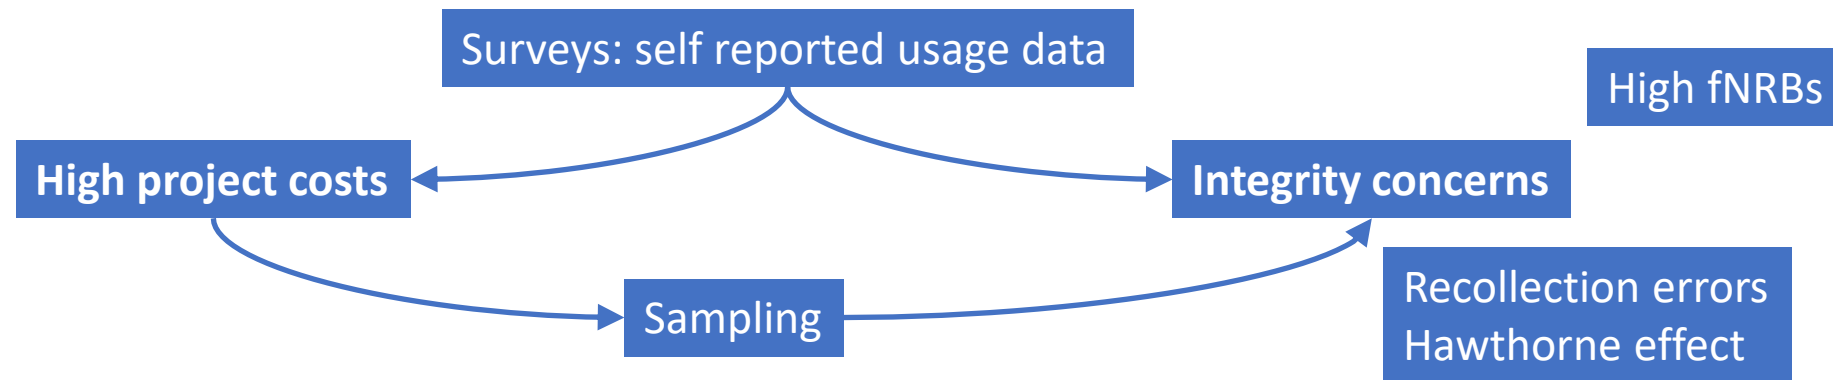 Surveys: self reported usage data
High fNRBs
High project costs
Integrity concerns
Sampling
Recollection errors
Hawthorne effect